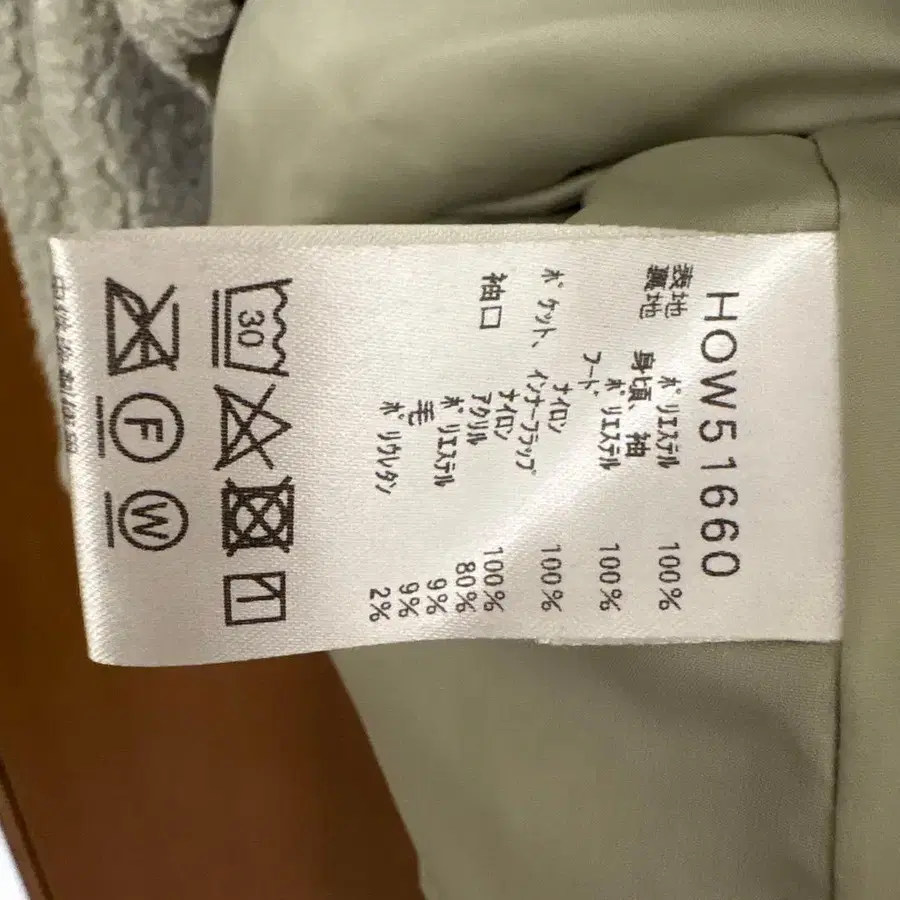 HOW51660
表地 ポリエステル 100%
裏地 身頃、袖
ポリエステル 100%
フード
ナイロン 100%
ポケット、インナーフラップ
ナイロン 100%
袖口 アクリル 80%
ポリエステル 9%
毛 9%
ポリウレタン 2%
30
F W